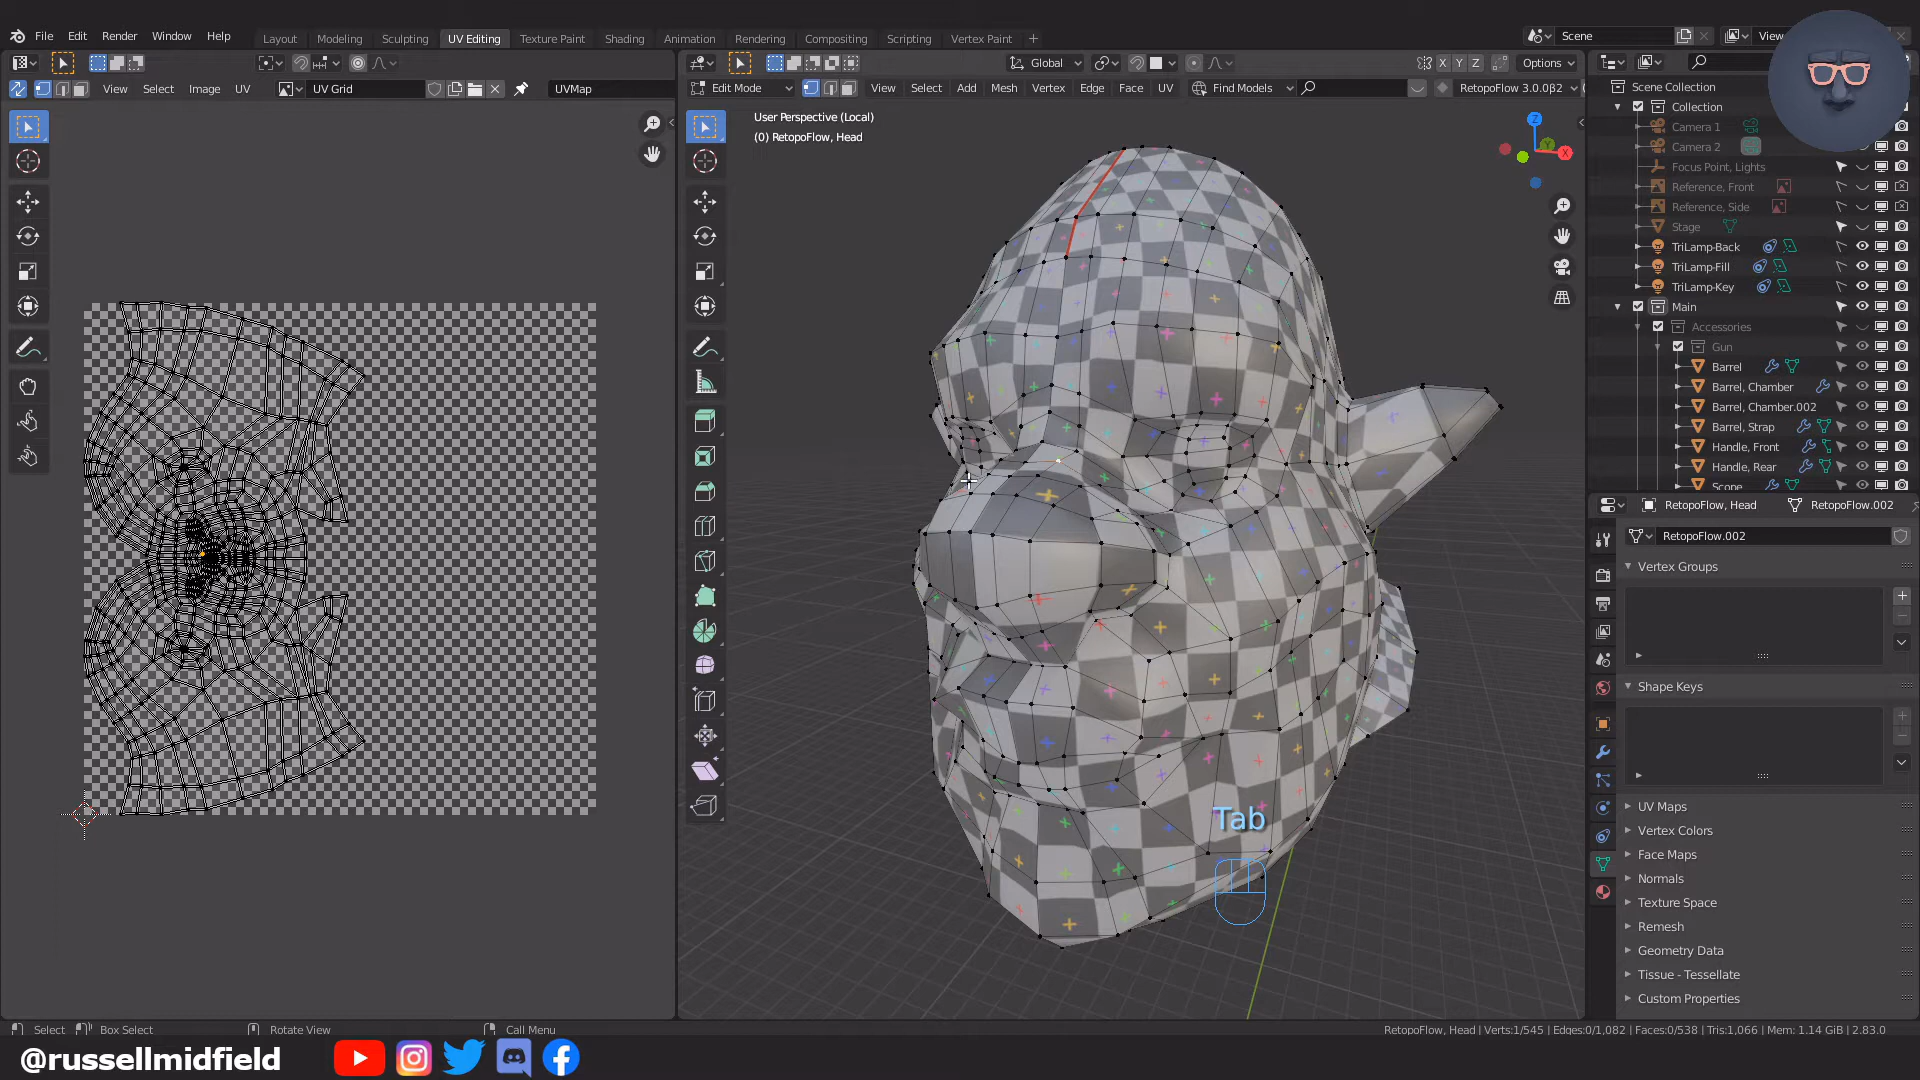 File Edit Render Window Help
Layout Modeling Sculpting UV Editing Texture Paint Shading Animation Rendering Compositing Scripting Vertex Paint +
Scene
View
Global
X Y Z
Options
View Select Image UV
UV Grid
UVMap
Edit Mode
View Select Add Mesh Vertex Edge Face UV
Find Models
RetopoFlow 3.0.0β2
User Perspective (Local)
(0) RetopoFlow, Head
Z
Y
X
Tab
Scene Collection
Collection
Camera 1
Camera 2
Focus Point, Lights
Reference, Front
Reference, Side
Stage
TriLamp-Back
TriLamp-Fill
TriLamp-Key
Main
Accessories
Gun
Barrel
Barrel, Chamber
Barrel, Chamber.002
Barrel, Strap
Handle, Front
Handle, Rear
Scope
RetopoFlow, Head
RetopoFlow.002
RetopoFlow.002
Vertex Groups
Shape Keys
UV Maps
Vertex Colors
Face Maps
Normals
Texture Space
Remesh
Geometry Data
Tissue - Tessellate
Custom Properties
Select Box Select Rotate View Call Menu
RetopoFlow, Head | Verts:1/545 | Edges:0/1,082 | Faces:0/538 | Tris:1,066 | Mem: 1.14 GiB | 2.83.0
@russellmidfield